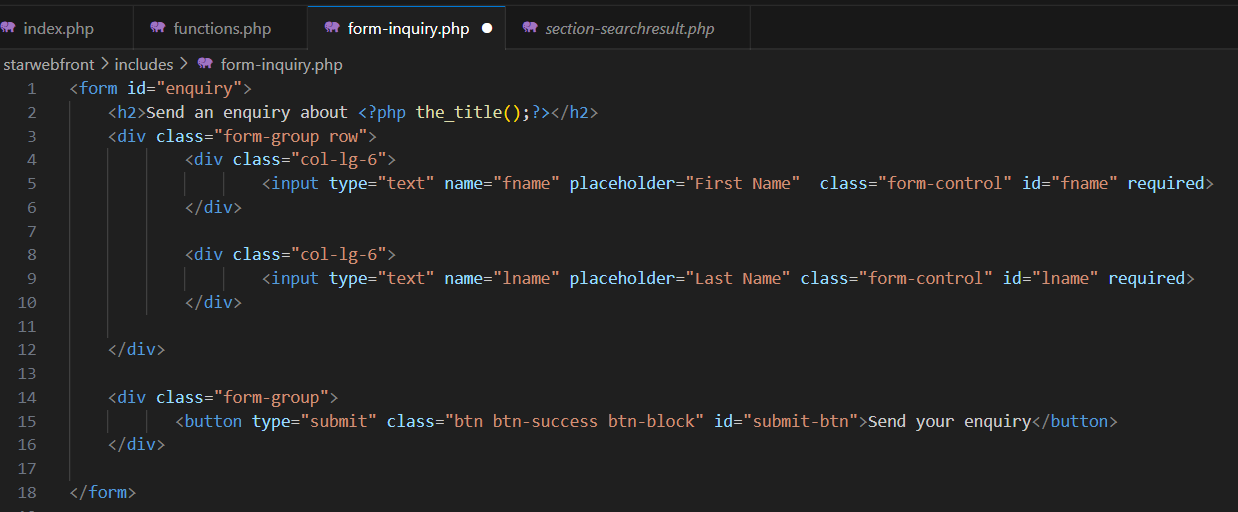 index.php functions.php form-inquiry.php section-searchresult.php
starwebfront > includes > form-inquiry.php
1 <form id="enquiry">
2 <h2>Send an enquiry about <?php the_title();?></h2>
3 <div class="form-group row">
4 <div class="col-lg-6">
5 <input type="text" name="fname" placeholder="First Name"  class="form-control" id="fname" required>
6 </div>
7
8 <div class="col-lg-6">
9 <input type="text" name="lname" placeholder="Last Name" class="form-control" id="lname" required>
10 </div>
11
12 </div>
13
14 <div class="form-group">
15 <button type="submit" class="btn btn-success btn-block" id="submit-btn">Send your enquiry</button>
16 </div>
17
18 </form>